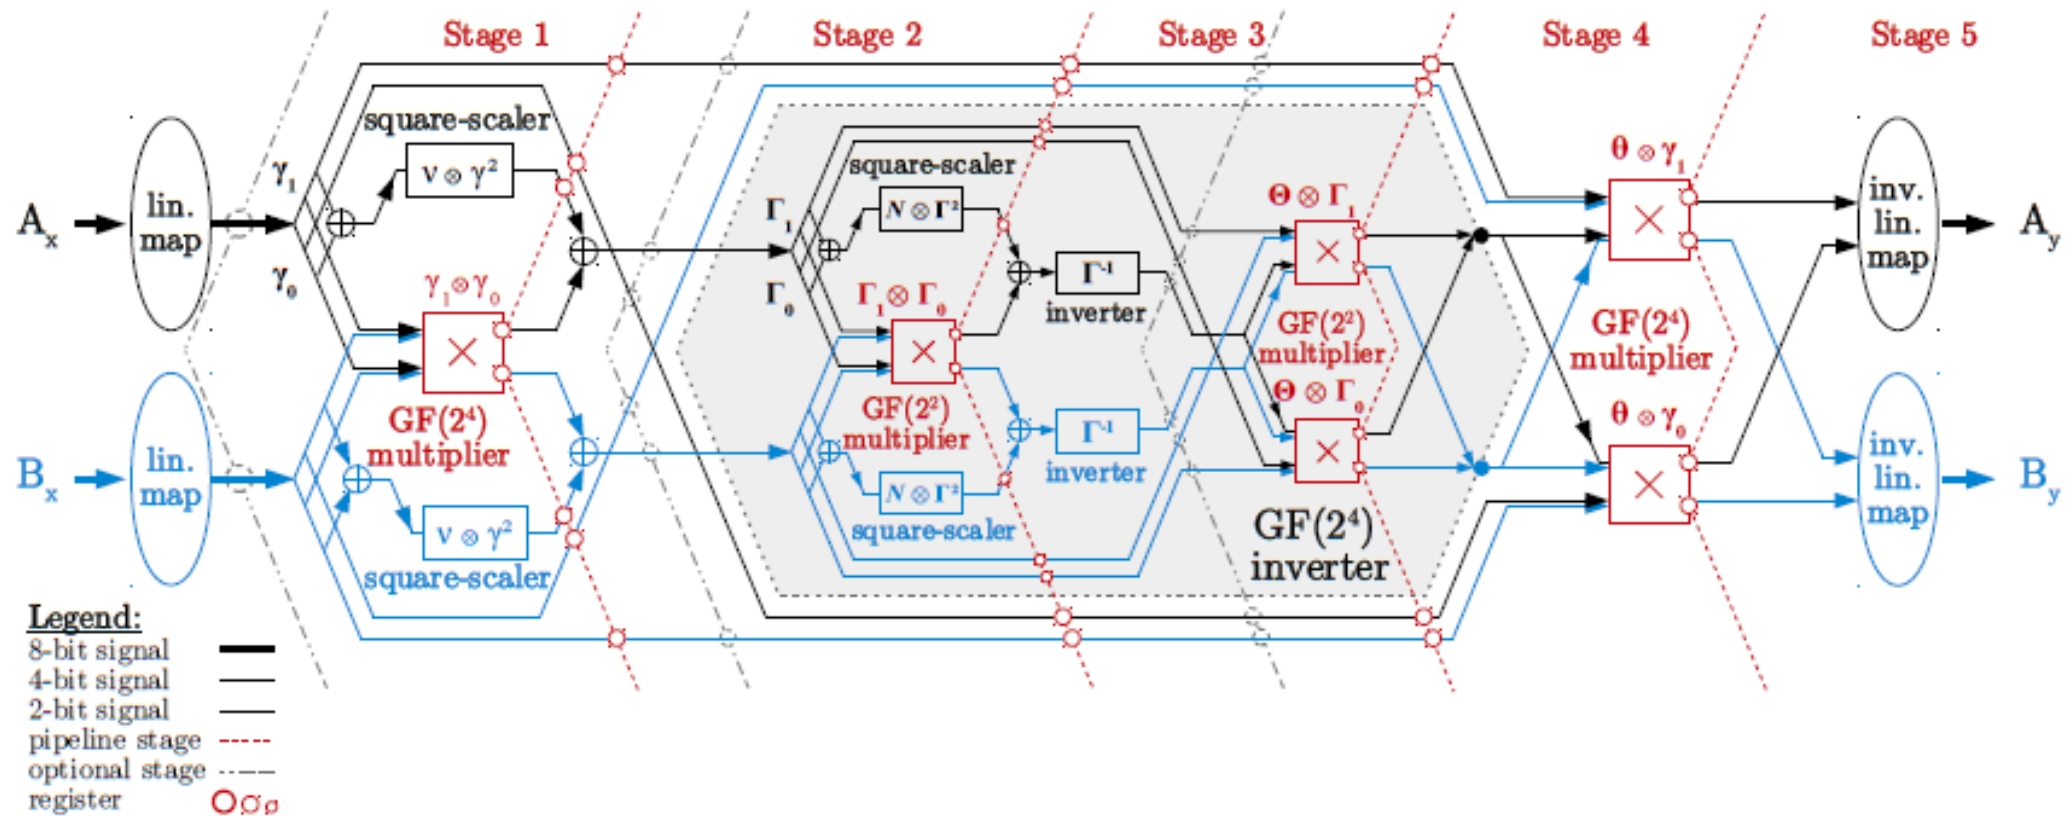 Stage 1
Stage 2
Stage 3
Stage 4
Stage 5
square-scaler
ν ⊗ γ²
γ₁
γ₀
γ₁⊗γ₀
GF(2⁴)
multiplier
ν ⊗ γ²
square-scaler
Aₓ
lin.
map
Bₓ
lin.
map
square-scaler
N ⊗ Γ²
Γ₁
Γ₀
Γ₁⊗ Γ₀
GF(2²)
multiplier
N ⊗ Γ²
square-scaler
Γ⁻¹
inverter
Γ⁻¹
inverter
Θ ⊗ Γ₁
GF(2²)
multiplier
Θ ⊗ Γ₀
GF(2⁴)
inverter
θ ⊗ γ₁
GF(2⁴)
multiplier
θ ⊗ γ₀
inv.
lin.
map
A_y
inv.
lin.
map
B_y
Legend:
8-bit signal
4-bit signal
2-bit signal
pipeline stage
optional stage
register